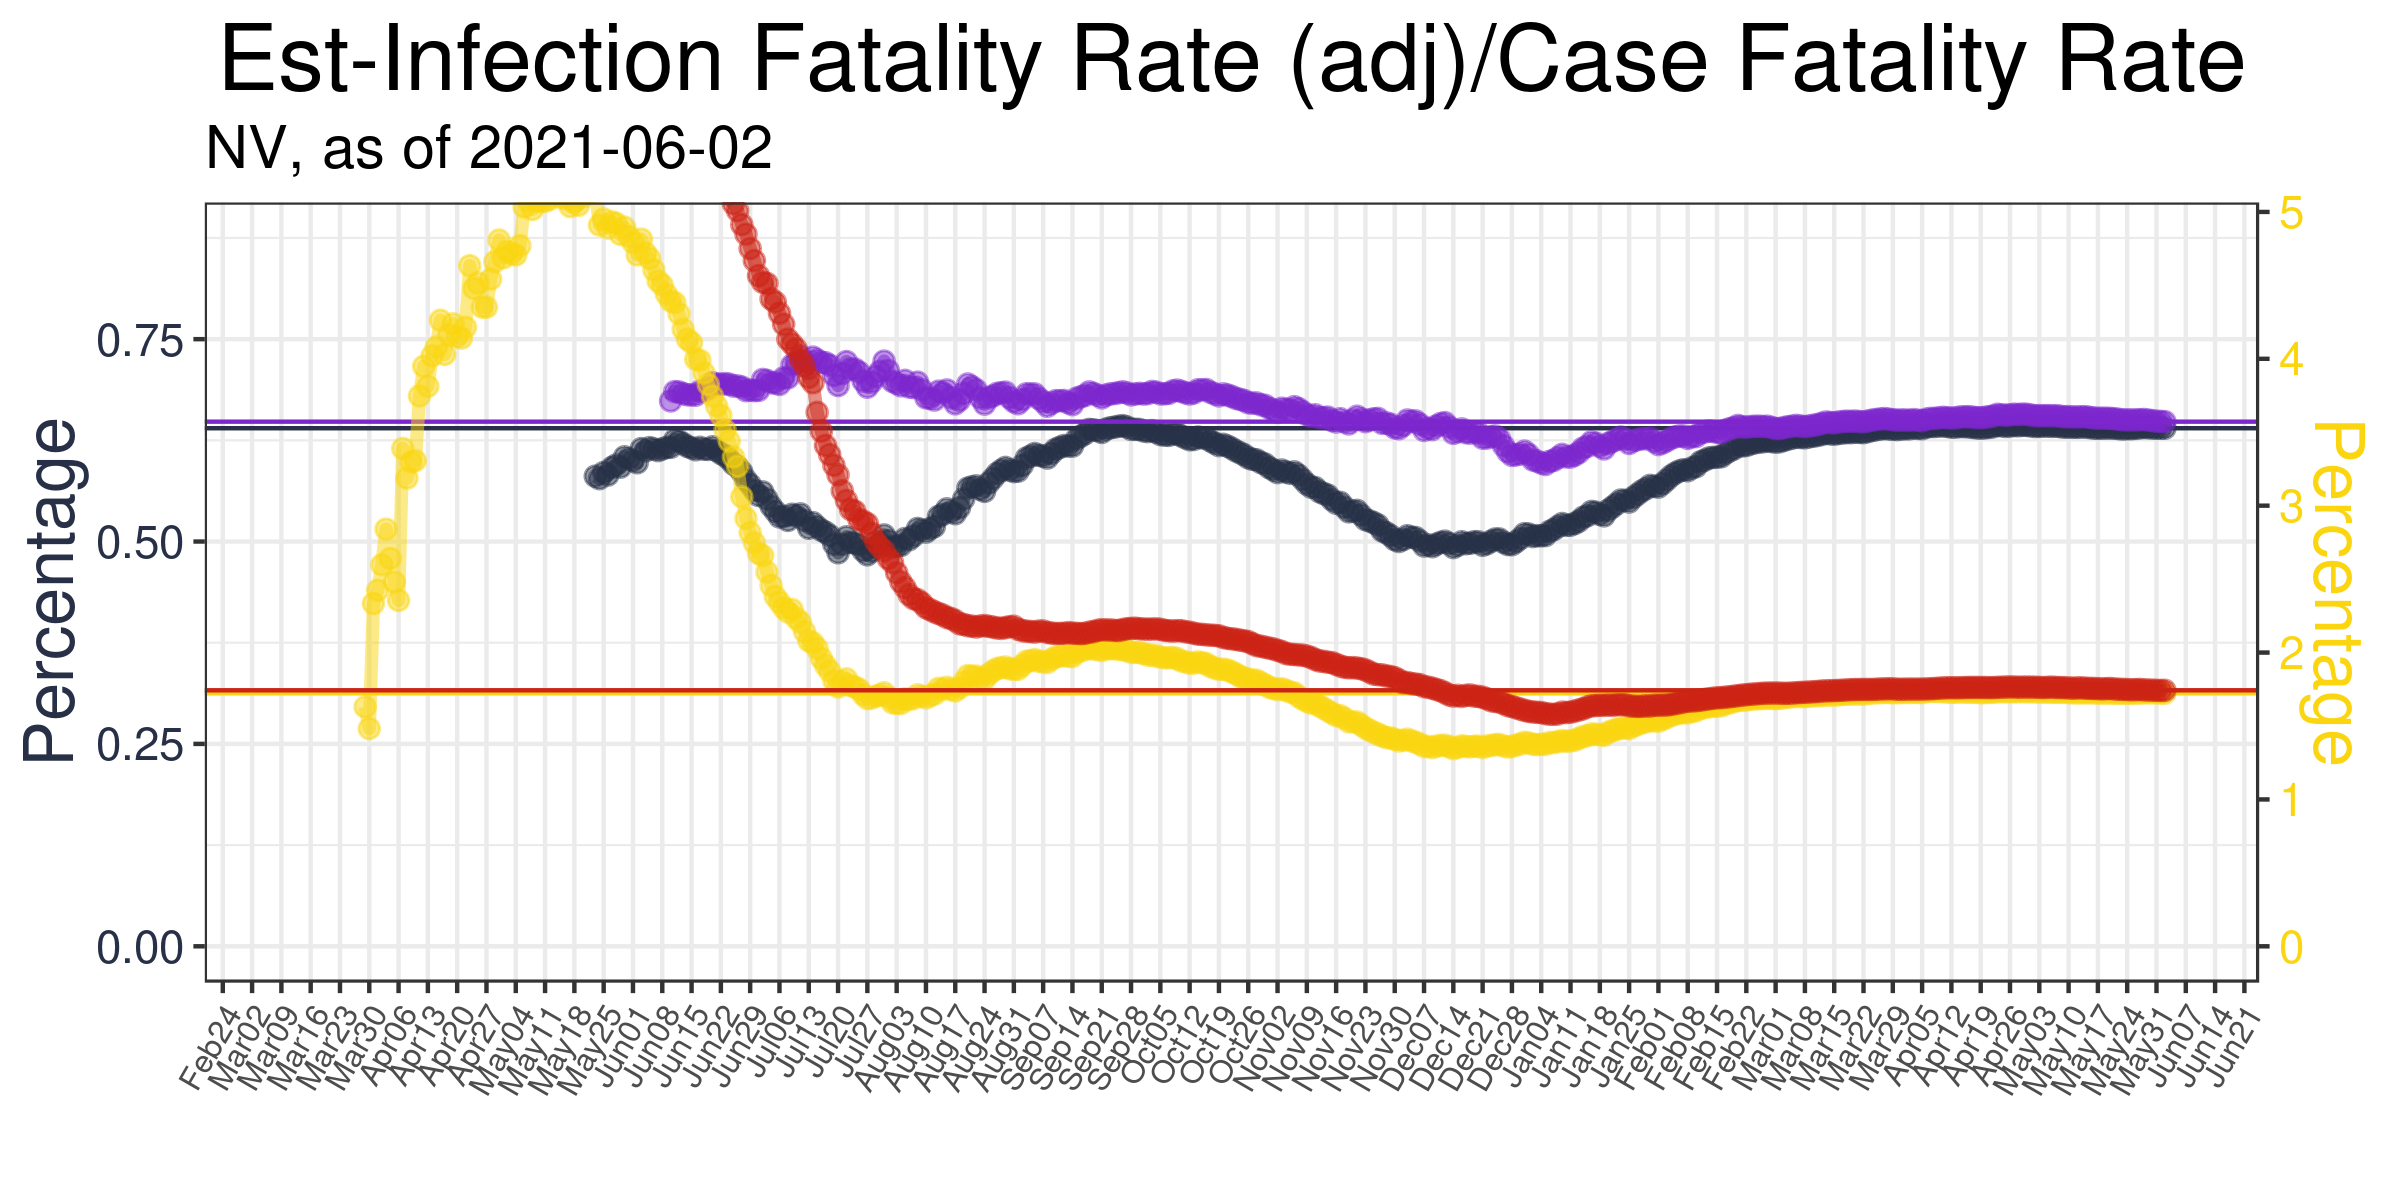 Est-Infection Fatality Rate (adj)/Case Fatality Rate
NV, as of 2021-06-02
Percentage
0.75
0.50
0.25
0.00
5
4
3
2
1
0
Percentage
Feb24
Mar02
Mar09
Mar16
Mar23
Mar30
Apr06
Apr13
Apr20
Apr27
May04
May11
May18
May25
Jun01
Jun08
Jun15
Jun22
Jun29
Jul06
Jul13
Jul20
Jul27
Aug03
Aug10
Aug17
Aug24
Aug31
Sep07
Sep14
Sep21
Sep28
Oct05
Oct12
Oct19
Oct26
Nov02
Nov09
Nov16
Nov23
Nov30
Dec07
Dec14
Dec21
Dec28
Jan04
Jan11
Jan18
Jan25
Feb01
Feb08
Feb15
Feb22
Mar01
Mar08
Mar15
Mar22
Mar29
Apr05
Apr12
Apr19
Apr26
May03
May10
May17
May24
May31
Jun07
Jun14
Jun21